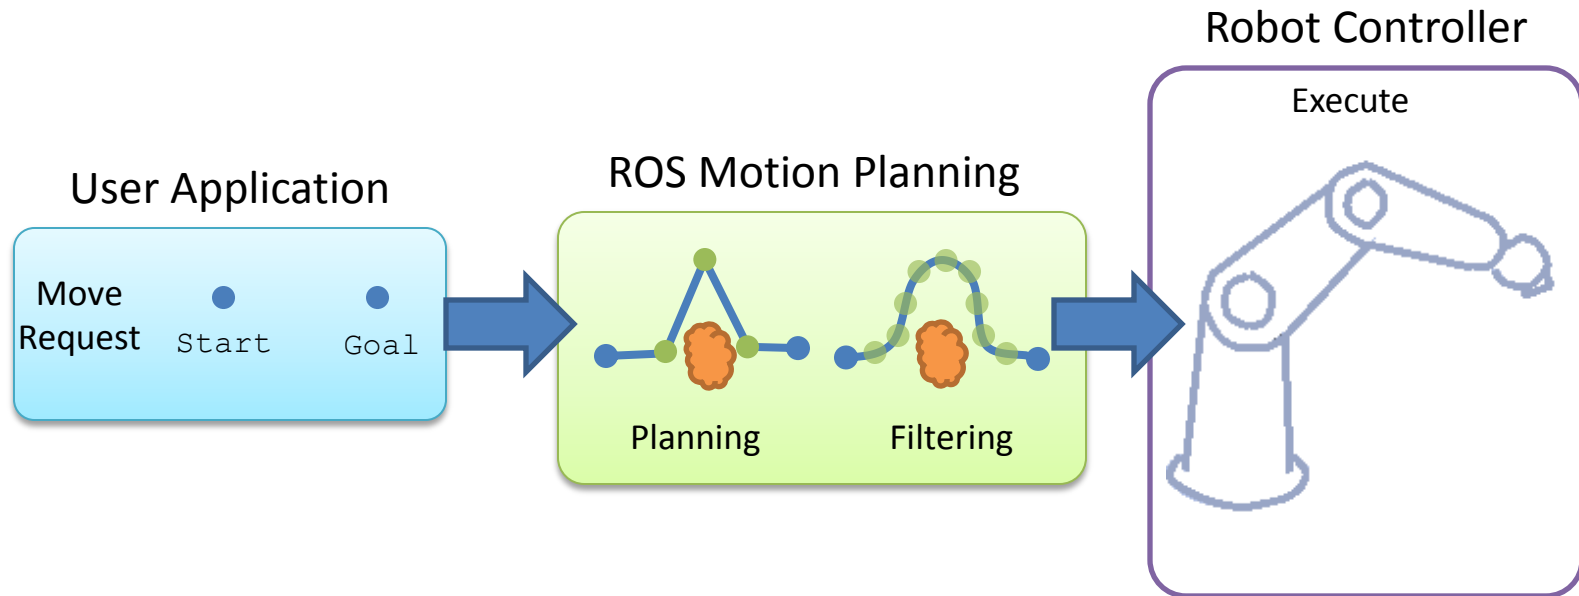 User Application
Move
Request
Start
Goal
ROS Motion Planning
Planning
Filtering
Robot Controller
Execute